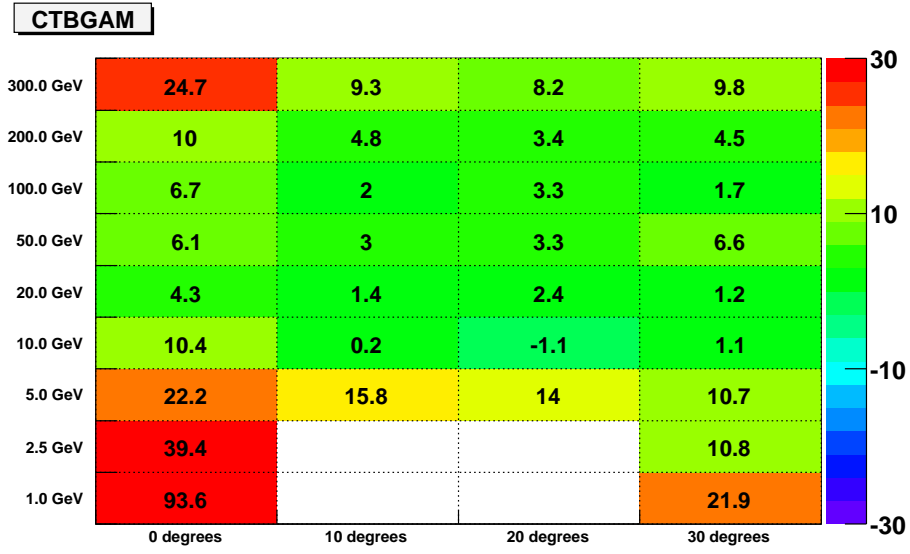 CTBGAM
300.0 GeV 24.7 9.3 8.2 9.8 30
200.0 GeV 10 4.8 3.4 4.5
100.0 GeV 6.7 2 3.3 1.7
10
50.0 GeV 6.1 3 3.3 6.6
20.0 GeV 4.3 1.4 2.4 1.2
10.0 GeV 10.4 0.2 -1.1 1.1
-10
5.0 GeV 22.2 15.8 14 10.7
2.5 GeV 39.4 10.8
1.0 GeV 93.6 21.9
-30
0 degrees 10 degrees 20 degrees 30 degrees